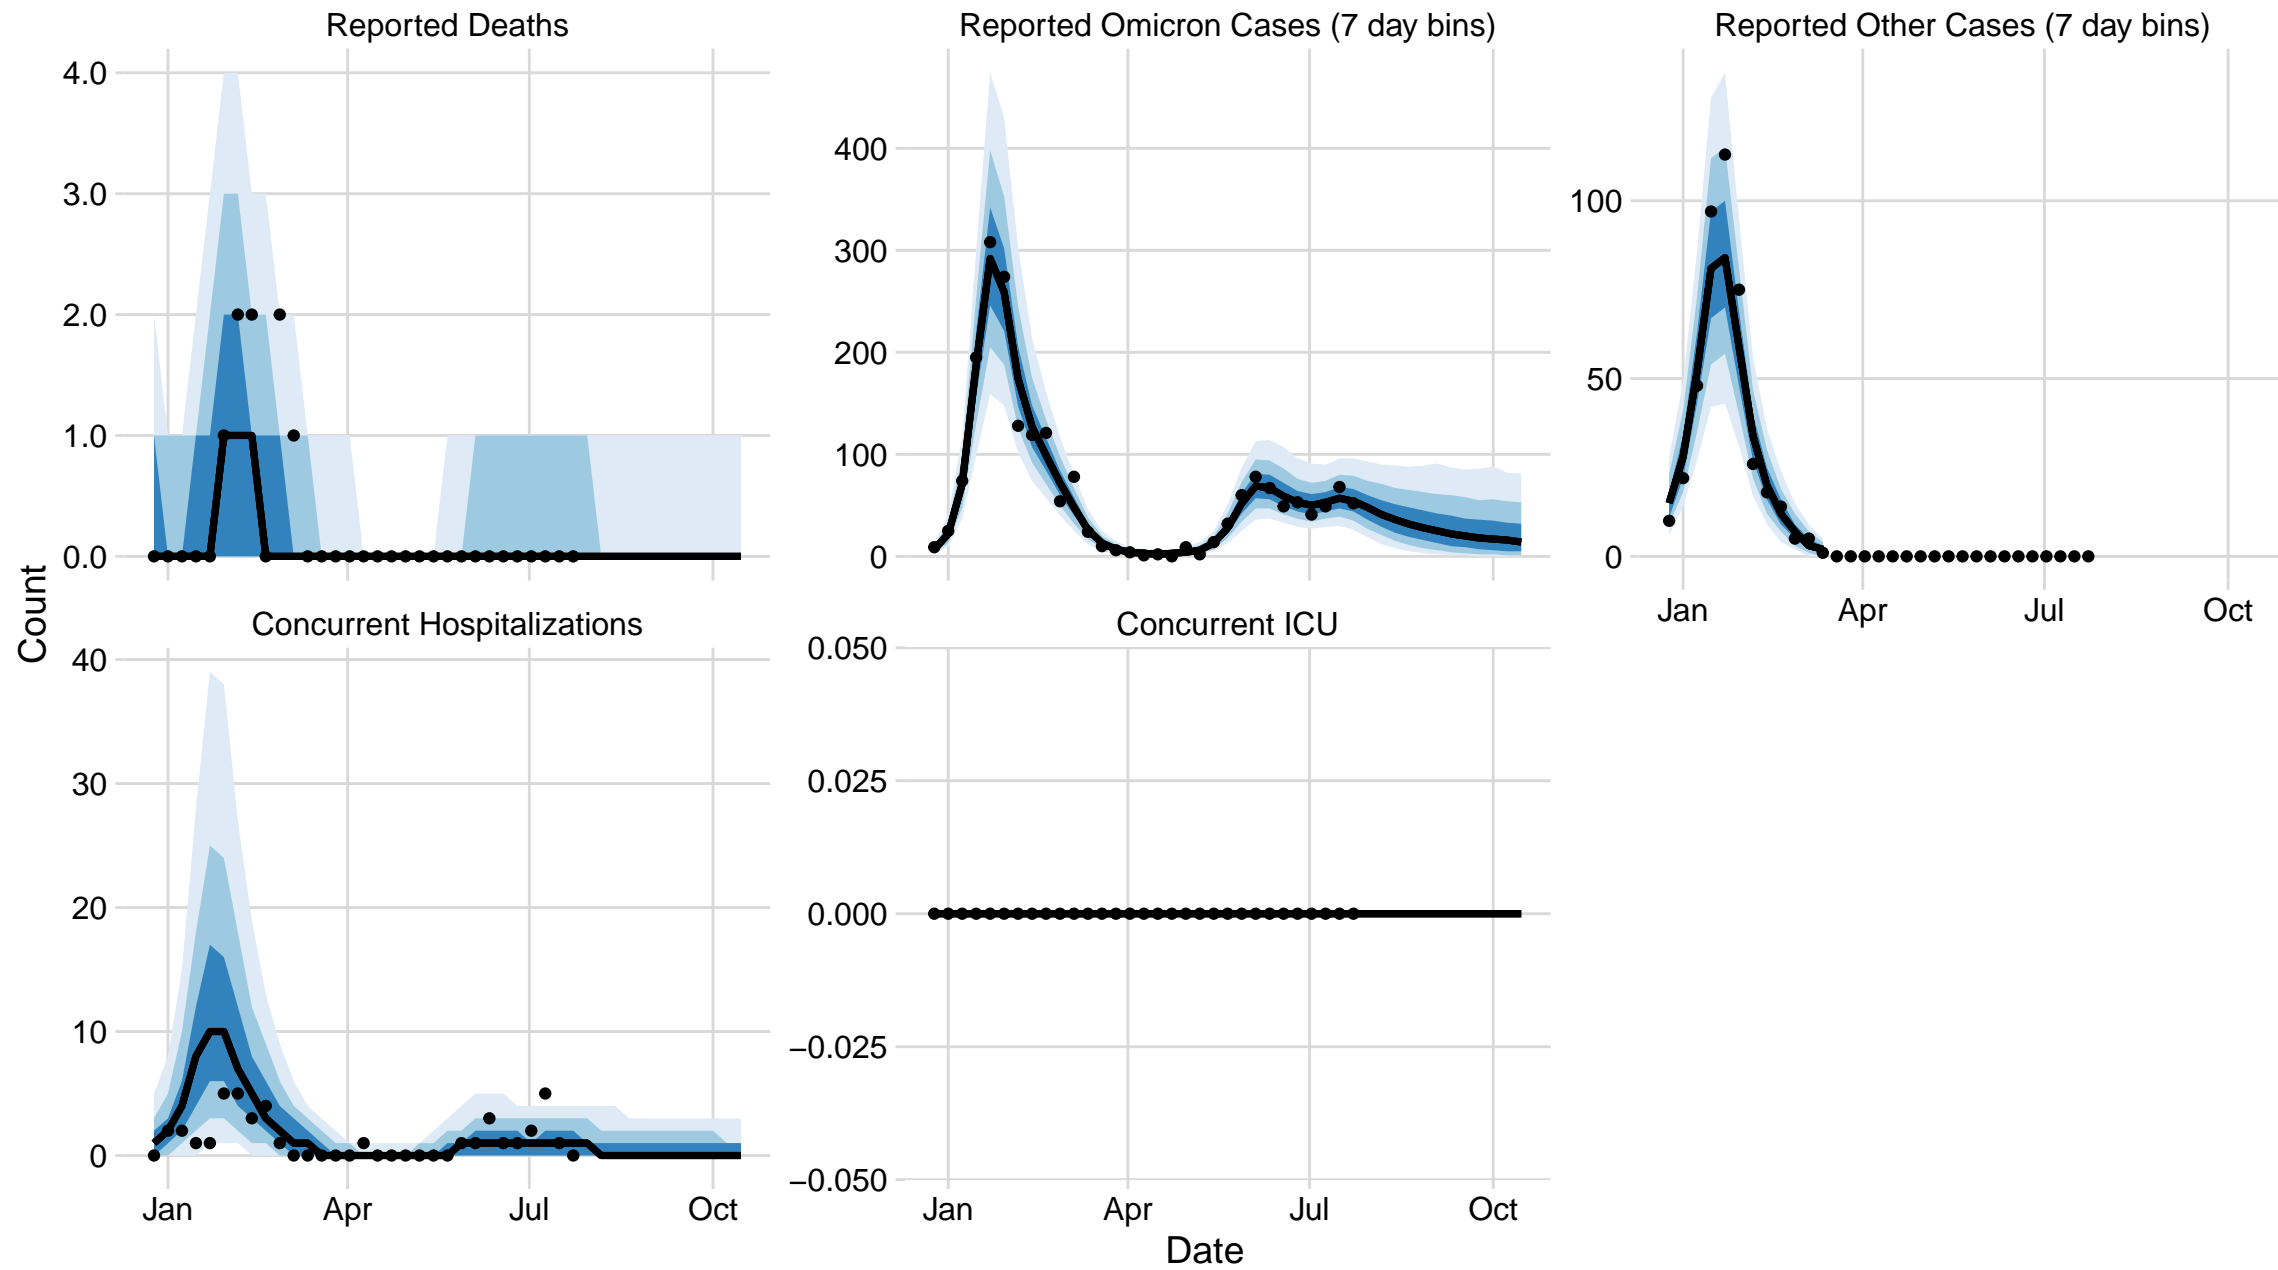 Reported Deaths
Reported Omicron Cases (7 day bins)
Reported Other Cases (7 day bins)
4.0
3.0
2.0
1.0
0.0
400
300
200
100
0
100
50
0
Jan
Apr
Jul
Oct
Count
Concurrent Hospitalizations
Concurrent ICU
40
30
20
10
0
0.050
0.025
0.000
−0.025
−0.050
Jan
Apr
Jul
Oct
Jan
Apr
Jul
Oct
Date